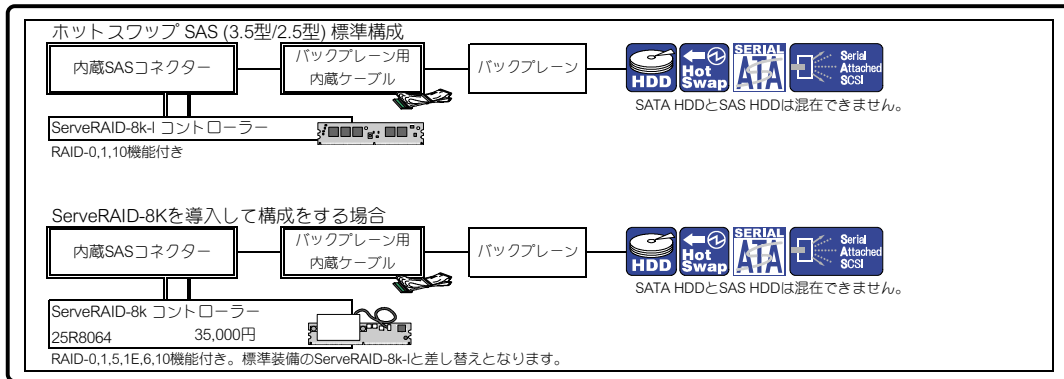 ホットスワップ SAS (3.5型/2.5型) 標準構成
内蔵SASコネクター
バックプレーン用
内蔵ケーブル
バックプレーン
HDD
Hot
Swap
SERIAL
ATA
Serial
Attached
SCSI
SATA HDDとSAS HDDは混在できません。
ServeRAID-8k-l コントローラー
RAID-0,1,10機能付き
ServeRAID-8Kを導入して構成をする場合
内蔵SASコネクター
バックプレーン用
内蔵ケーブル
バックプレーン
HDD
Hot
Swap
SERIAL
ATA
Serial
Attached
SCSI
SATA HDDとSAS HDDは混在できません。
ServeRAID-8k コントローラー
25R8064 35,000円
RAID-0,1,5,1E,6,10機能付き。標準装備のServeRAID-8k-lと差し替えとなります。